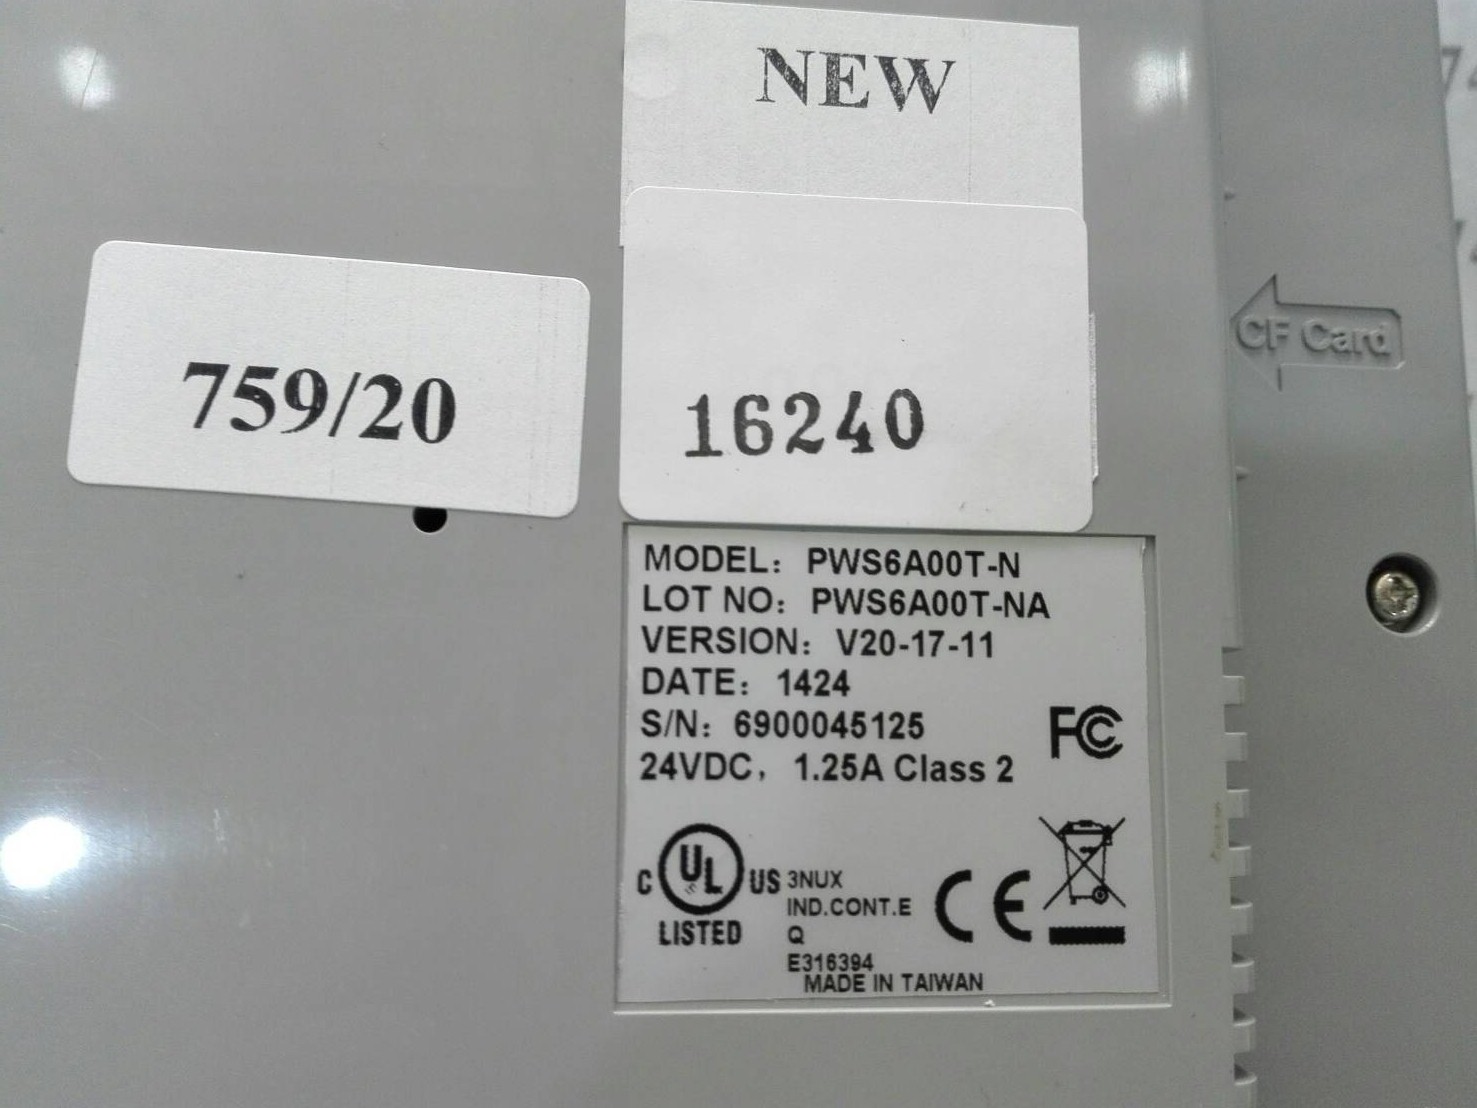 NEW
759/20
16240
CF Card
MODEL: PWS6A00T-N
LOT NO: PWS6A00T-NA
VERSION: V20-17-11
DATE: 1424
S/N: 6900045125
24VDC, 1.25A Class 2
FC
C UL US
LISTED
3NUX
IND.CONT.E
Q
E316394
CE
MADE IN TAIWAN